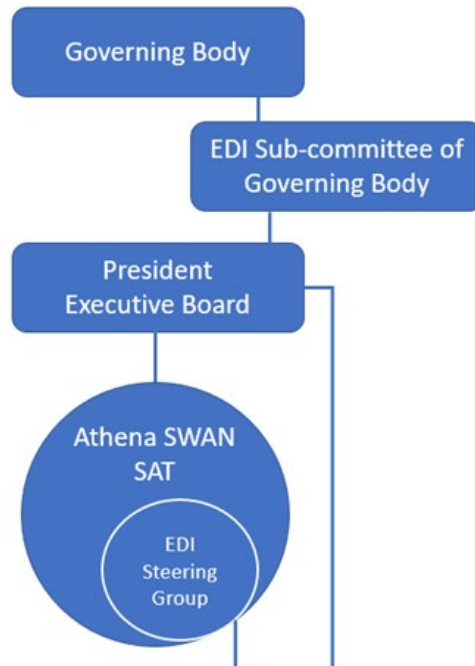 Governing Body
EDI Sub-committee of
Governing Body
President
Executive Board
Athena SWAN
SAT
EDI
Steering
Group